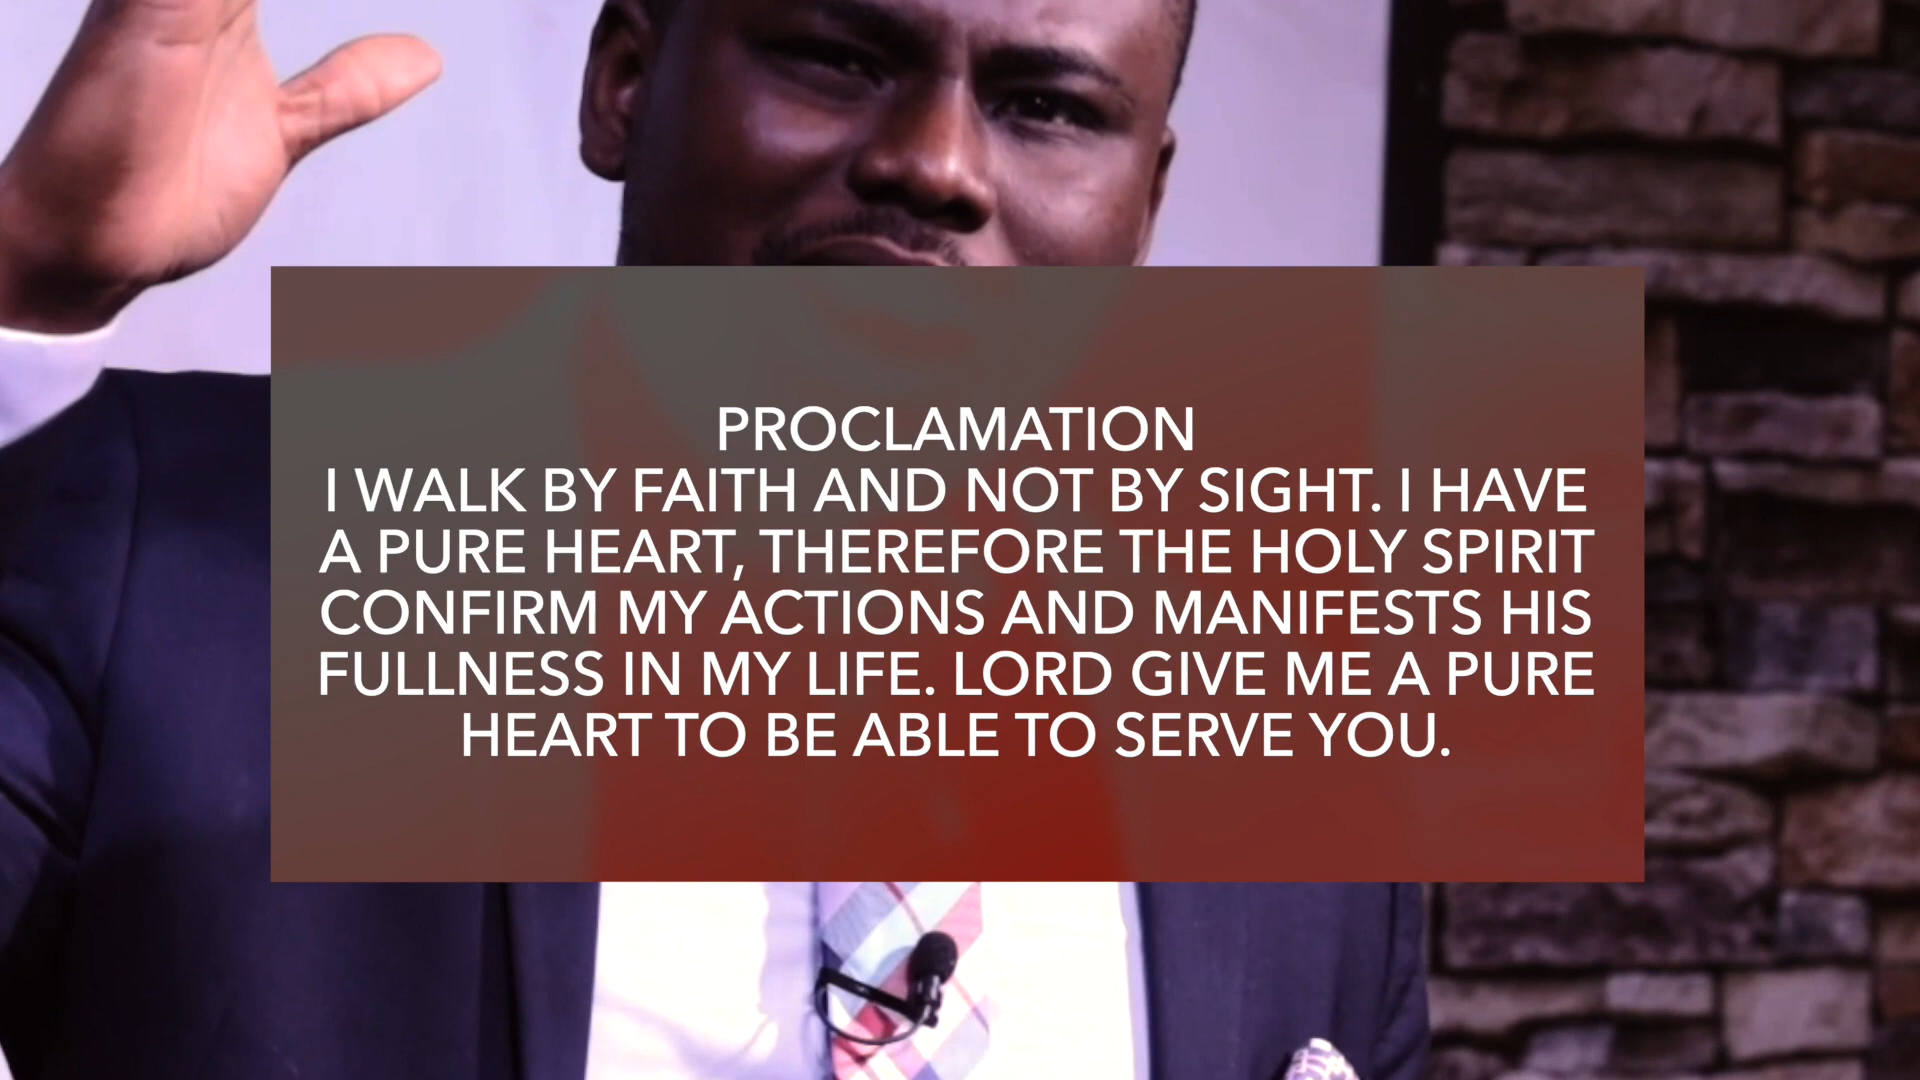 PROCLAMATION
I WALK BY FAITH AND NOT BY SIGHT. I HAVE
A PURE HEART, THEREFORE THE HOLY SPIRIT
CONFIRM MY ACTIONS AND MANIFESTS HIS
FULLNESS IN MY LIFE. LORD GIVE ME A PURE
HEART TO BE ABLE TO SERVE YOU.